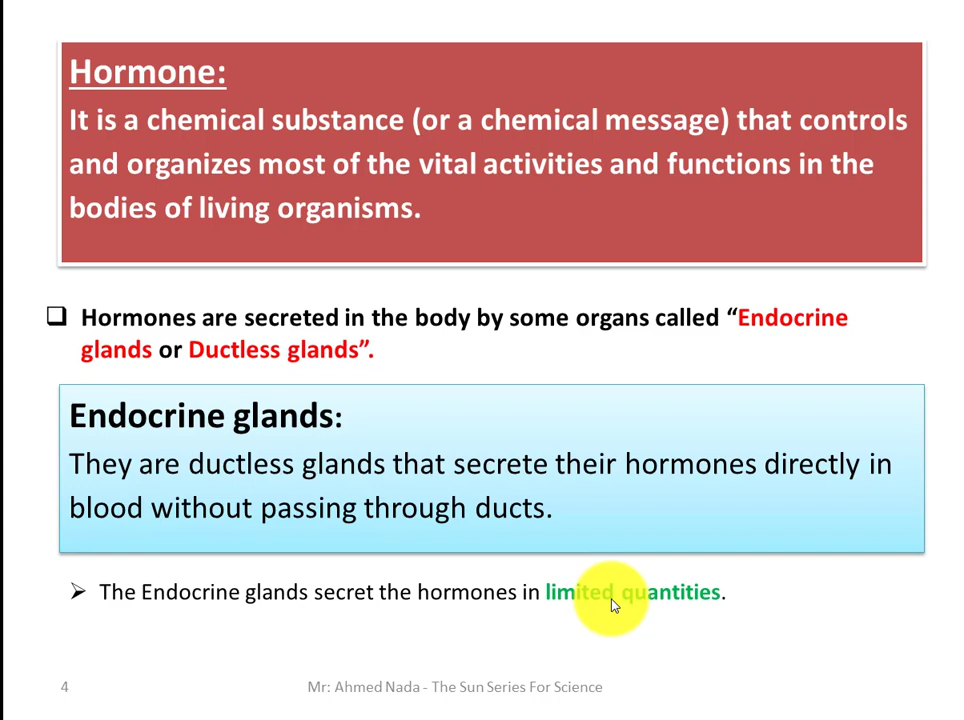 Hormone:
It is a chemical substance (or a chemical message) that controls
and organizes most of the vital activities and functions in the
bodies of living organisms.
❑ Hormones are secreted in the body by some organs called “Endocrine
glands or Ductless glands”.
Endocrine glands:
They are ductless glands that secrete their hormones directly in
blood without passing through ducts.
➢ The Endocrine glands secret the hormones in limited quantities.
4 Mr: Ahmed Nada - The Sun Series For Science